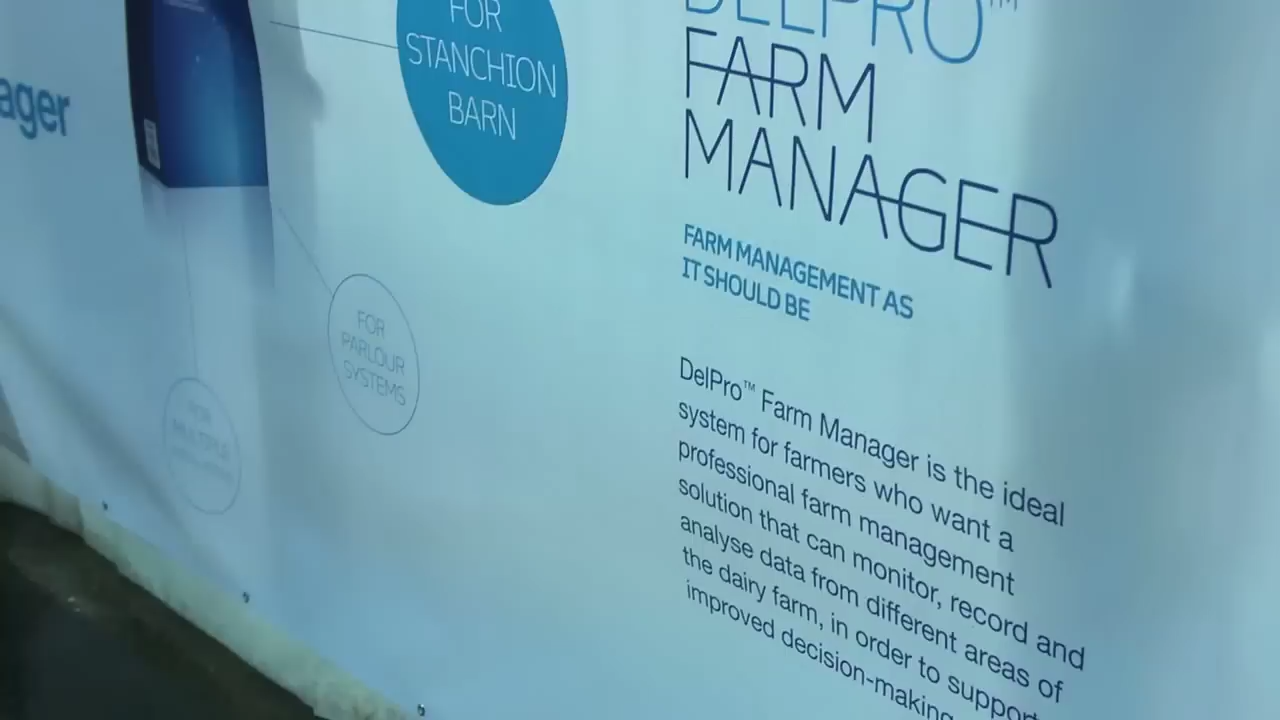 ager
FOR
STANCHION
BARN
FOR
PARLOUR
SYSTEMS
FOR
MULTIPLE
DELPRO™
FARM
MANAGER
FARM MANAGEMENT AS
IT SHOULD BE
DelPro™ Farm Manager is the ideal
system for farmers who want a
professional farm management
solution that can monitor, record and
analyse data from different areas of
the dairy farm, in order to support
improved decision-making